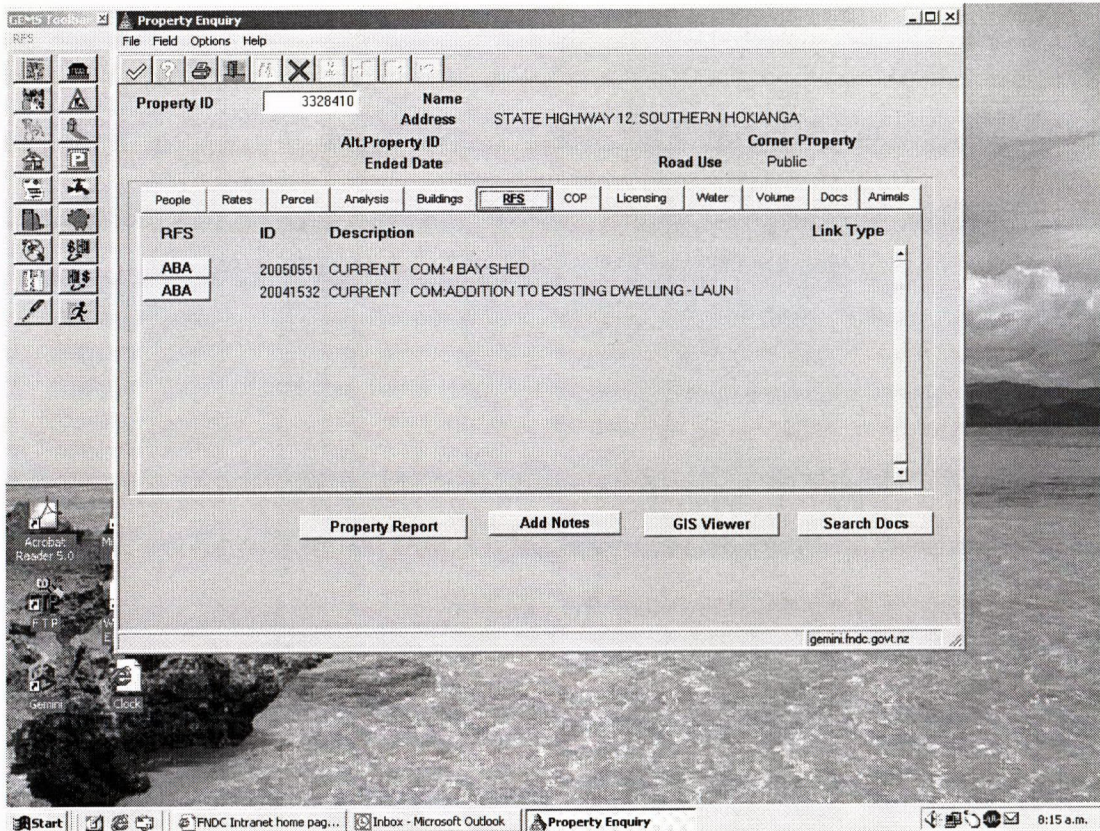 GEMS Toolbar
RFS
Property Enquiry
File Field Options Help
Property ID 3328410 Name
Address STATE HIGHWAY 12, SOUTHERN HOKIANGA
Alt.Property ID Corner Property
Ended Date Road Use Public
People Rates Parcel Analysis Buildings RFS COP Licensing Water Volume Docs Animals
RFS ID Description Link Type
ABA 20050551 CURRENT COM:4 BAY SHED
ABA 20041532 CURRENT COM:ADDITION TO EXISTING DWELLING - LAUN
Property Report Add Notes GIS Viewer Search Docs
gemini.fndc.govt.nz
Acrobat
Reader 5.0
FTP
Gemini
Clock
Start FNDC Intranet home pag... Inbox - Microsoft Outlook Property Enquiry 8:15 a.m.